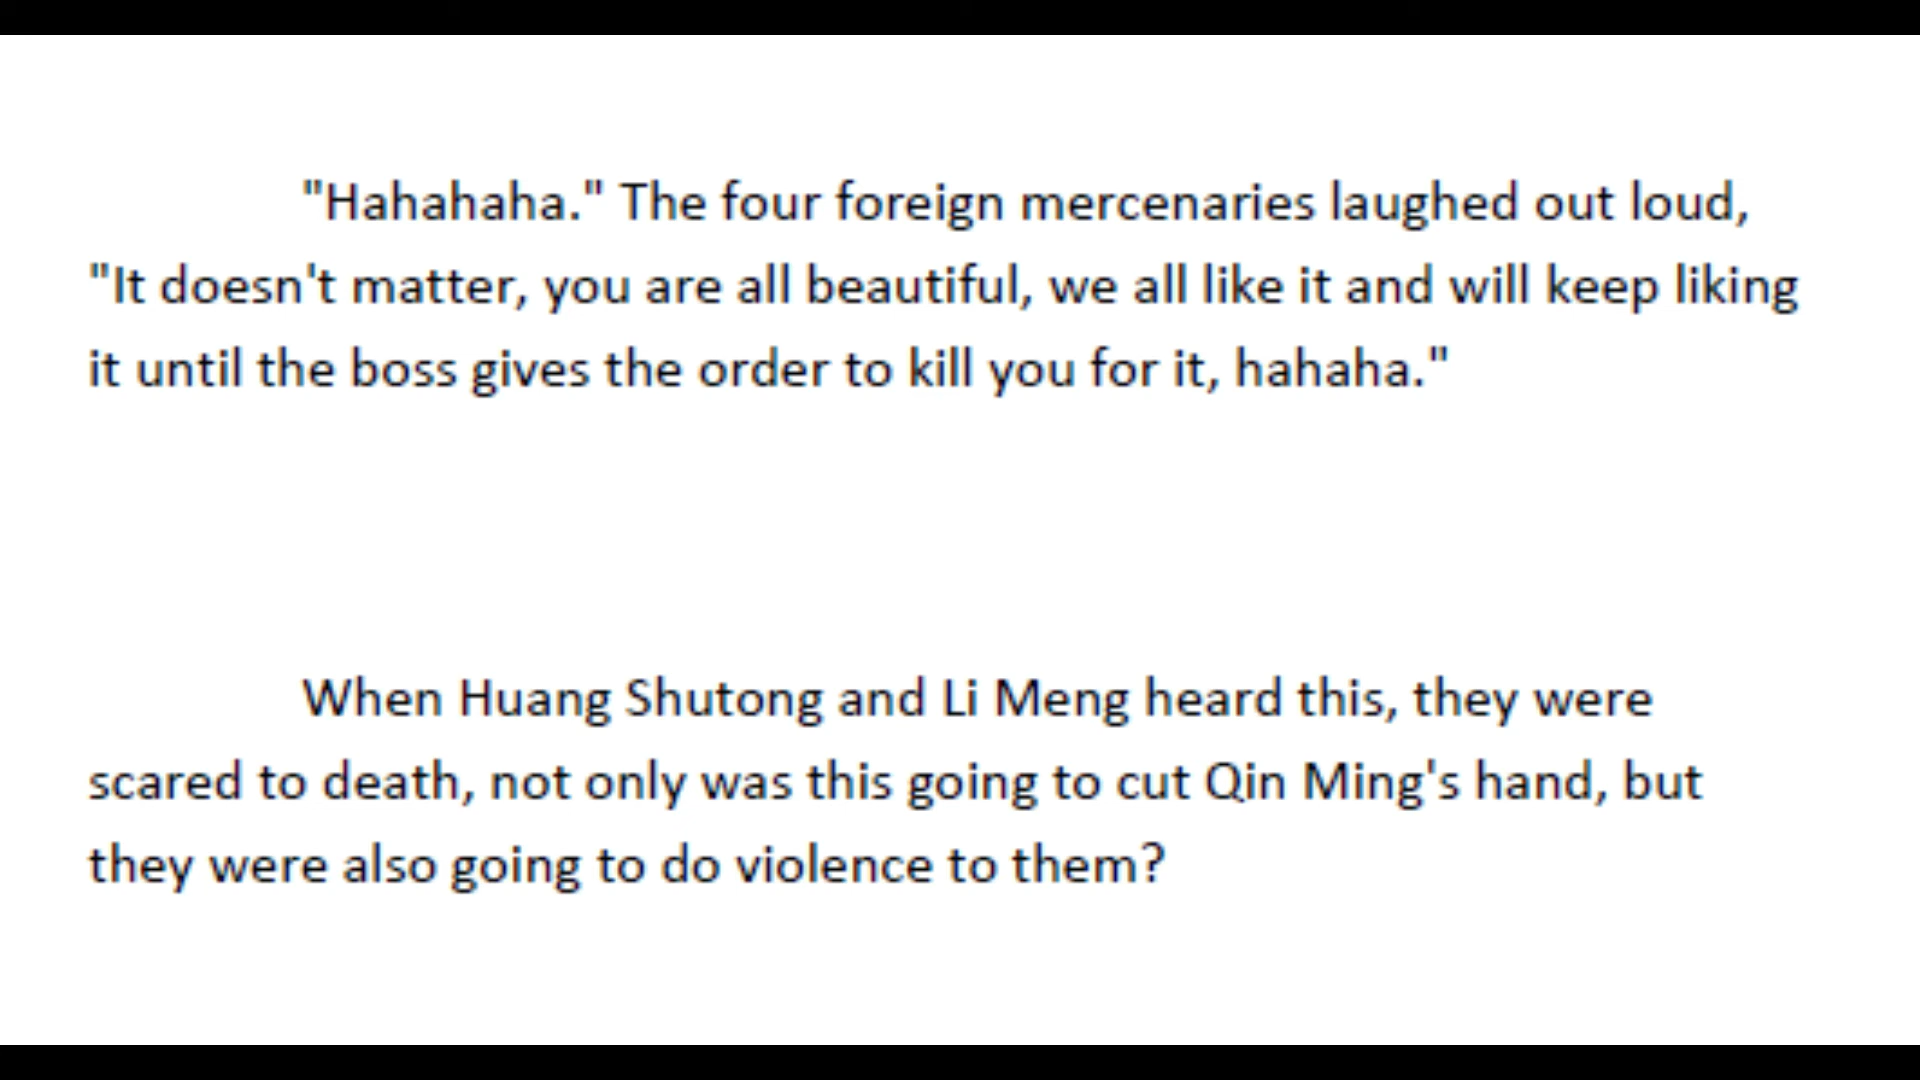 "Hahahaha." The four foreign mercenaries laughed out loud,
"It doesn't matter, you are all beautiful, we all like it and will keep liking
it until the boss gives the order to kill you for it, hahaha."
When Huang Shutong and Li Meng heard this, they were
scared to death, not only was this going to cut Qin Ming's hand, but
they were also going to do violence to them?